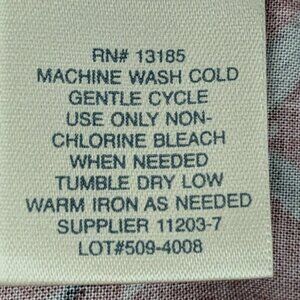 RN# 13185
MACHINE WASH COLD
GENTLE CYCLE
USE ONLY NON-
CHLORINE BLEACH
WHEN NEEDED
TUMBLE DRY LOW
WARM IRON AS NEEDED
SUPPLIER 11203-7
LOT#509-4008